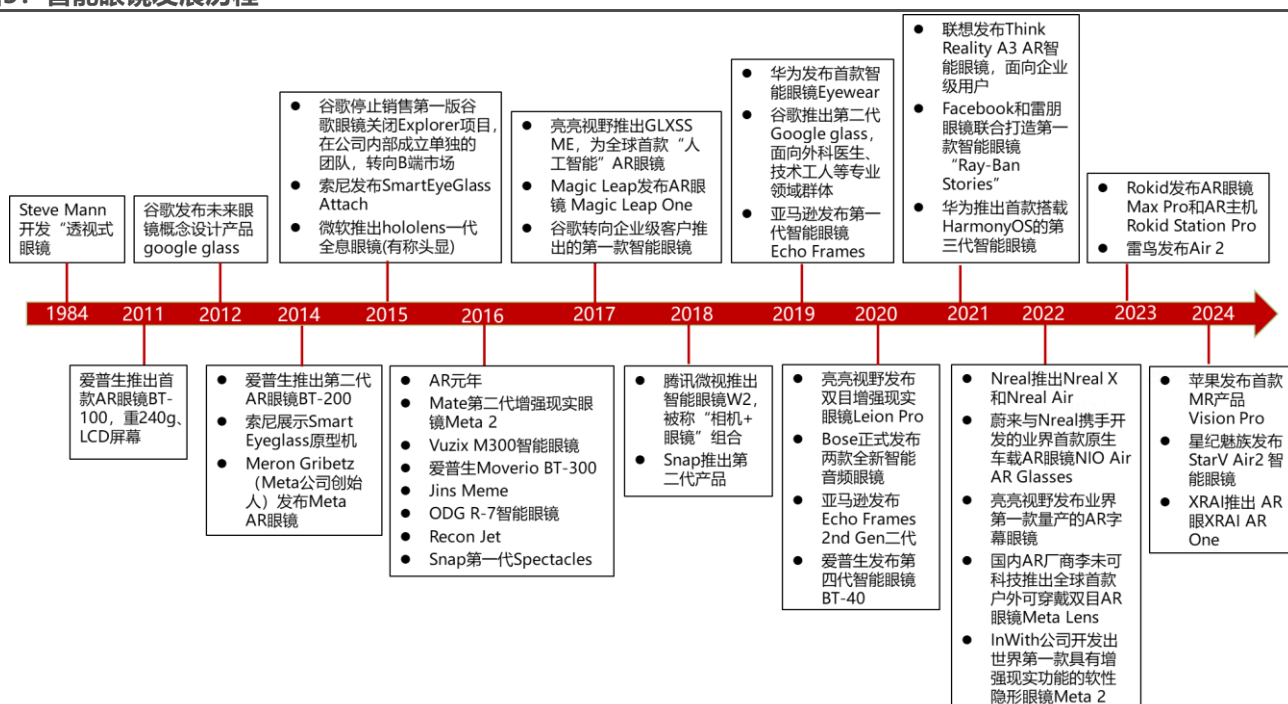 智能眼镜发展历程
Steve Mann
开发“透视式
眼镜
谷歌发布未来眼
镜概念设计产品
google glass
● 谷歌停止销售第一版谷
歌眼镜关闭Explorer项目，
在公司内部成立单独的
团队，转向B端市场
● 索尼发布SmartEyeGlass
Attach
● 微软推出hololens一代
全息眼镜(有称头显)
● 亮亮视野推出GLXSS
ME，为全球首款“人
工智能”AR眼镜
● Magic Leap发布AR眼
镜 Magic Leap One
● 谷歌转向企业级客户推
出的第一款智能眼镜
● 华为发布首款智
能眼镜Eyewear
● 谷歌推出第二代
Google glass，
面向外科医生、
技术工人等专业
领域群体
● 亚马逊发布第一
代智能眼镜
Echo Frames
● 联想发布Think
Reality A3 AR智
能眼镜，面向企业
级用户
● Facebook和雷朋
眼镜联合打造第一
款智能眼镜
“Ray-Ban
Stories”
● 华为推出首款搭载
HarmonyOS的第
三代智能眼镜
● Rokid发布AR眼镜
Max Pro和AR主机
Rokid Station Pro
● 雷鸟发布Air 2
1984 2011 2012 2014 2015 2016 2017 2018 2019 2020 2021 2022 2023 2024
爱普生推出首
款AR眼镜BT-
100，重240g、
LCD屏幕
● 爱普生推出第二代
AR眼镜BT-200
● 索尼展示Smart
Eyeglass原型机
● Meron Gribetz
（Meta公司创始
人）发布Meta
AR眼镜
● AR元年
● Mate第二代增强现实眼
镜Meta 2
● Vuzix M300智能眼镜
● 爱普生Moverio BT-300
● Jins Meme
● ODG R-7智能眼镜
● Recon Jet
● Snap第一代Spectacles
● 腾讯微视推出
智能眼镜W2，
被称“相机+
眼镜”组合
● Snap推出第
二代产品
● 亮亮视野发布
双目增强现实
眼镜Leion Pro
● Bose正式发布
两款全新智能
音频眼镜
● 亚马逊发布
Echo Frames
2nd Gen二代
● 爱普生发布第
四代智能眼镜
BT-40
● Nreal推出Nreal X
和Nreal Air
● 蔚来与Nreal携手开
发的业界首款原生
车载AR眼镜NIO Air
AR Glasses
● 亮亮视野发布业界
第一款量产的AR字
幕眼镜
● 国内AR厂商李未可
科技推出全球首款
户外可穿戴双目AR
眼镜Meta Lens
● InWith公司开发出
世界第一款具有增
强现实功能的软性
隐形眼镜Meta 2
● 苹果发布首款
MR产品
Vision Pro
● 星纪魅族发布
StarV Air2 智
能眼镜
● XRAI推出 AR
眼XRAI AR
One